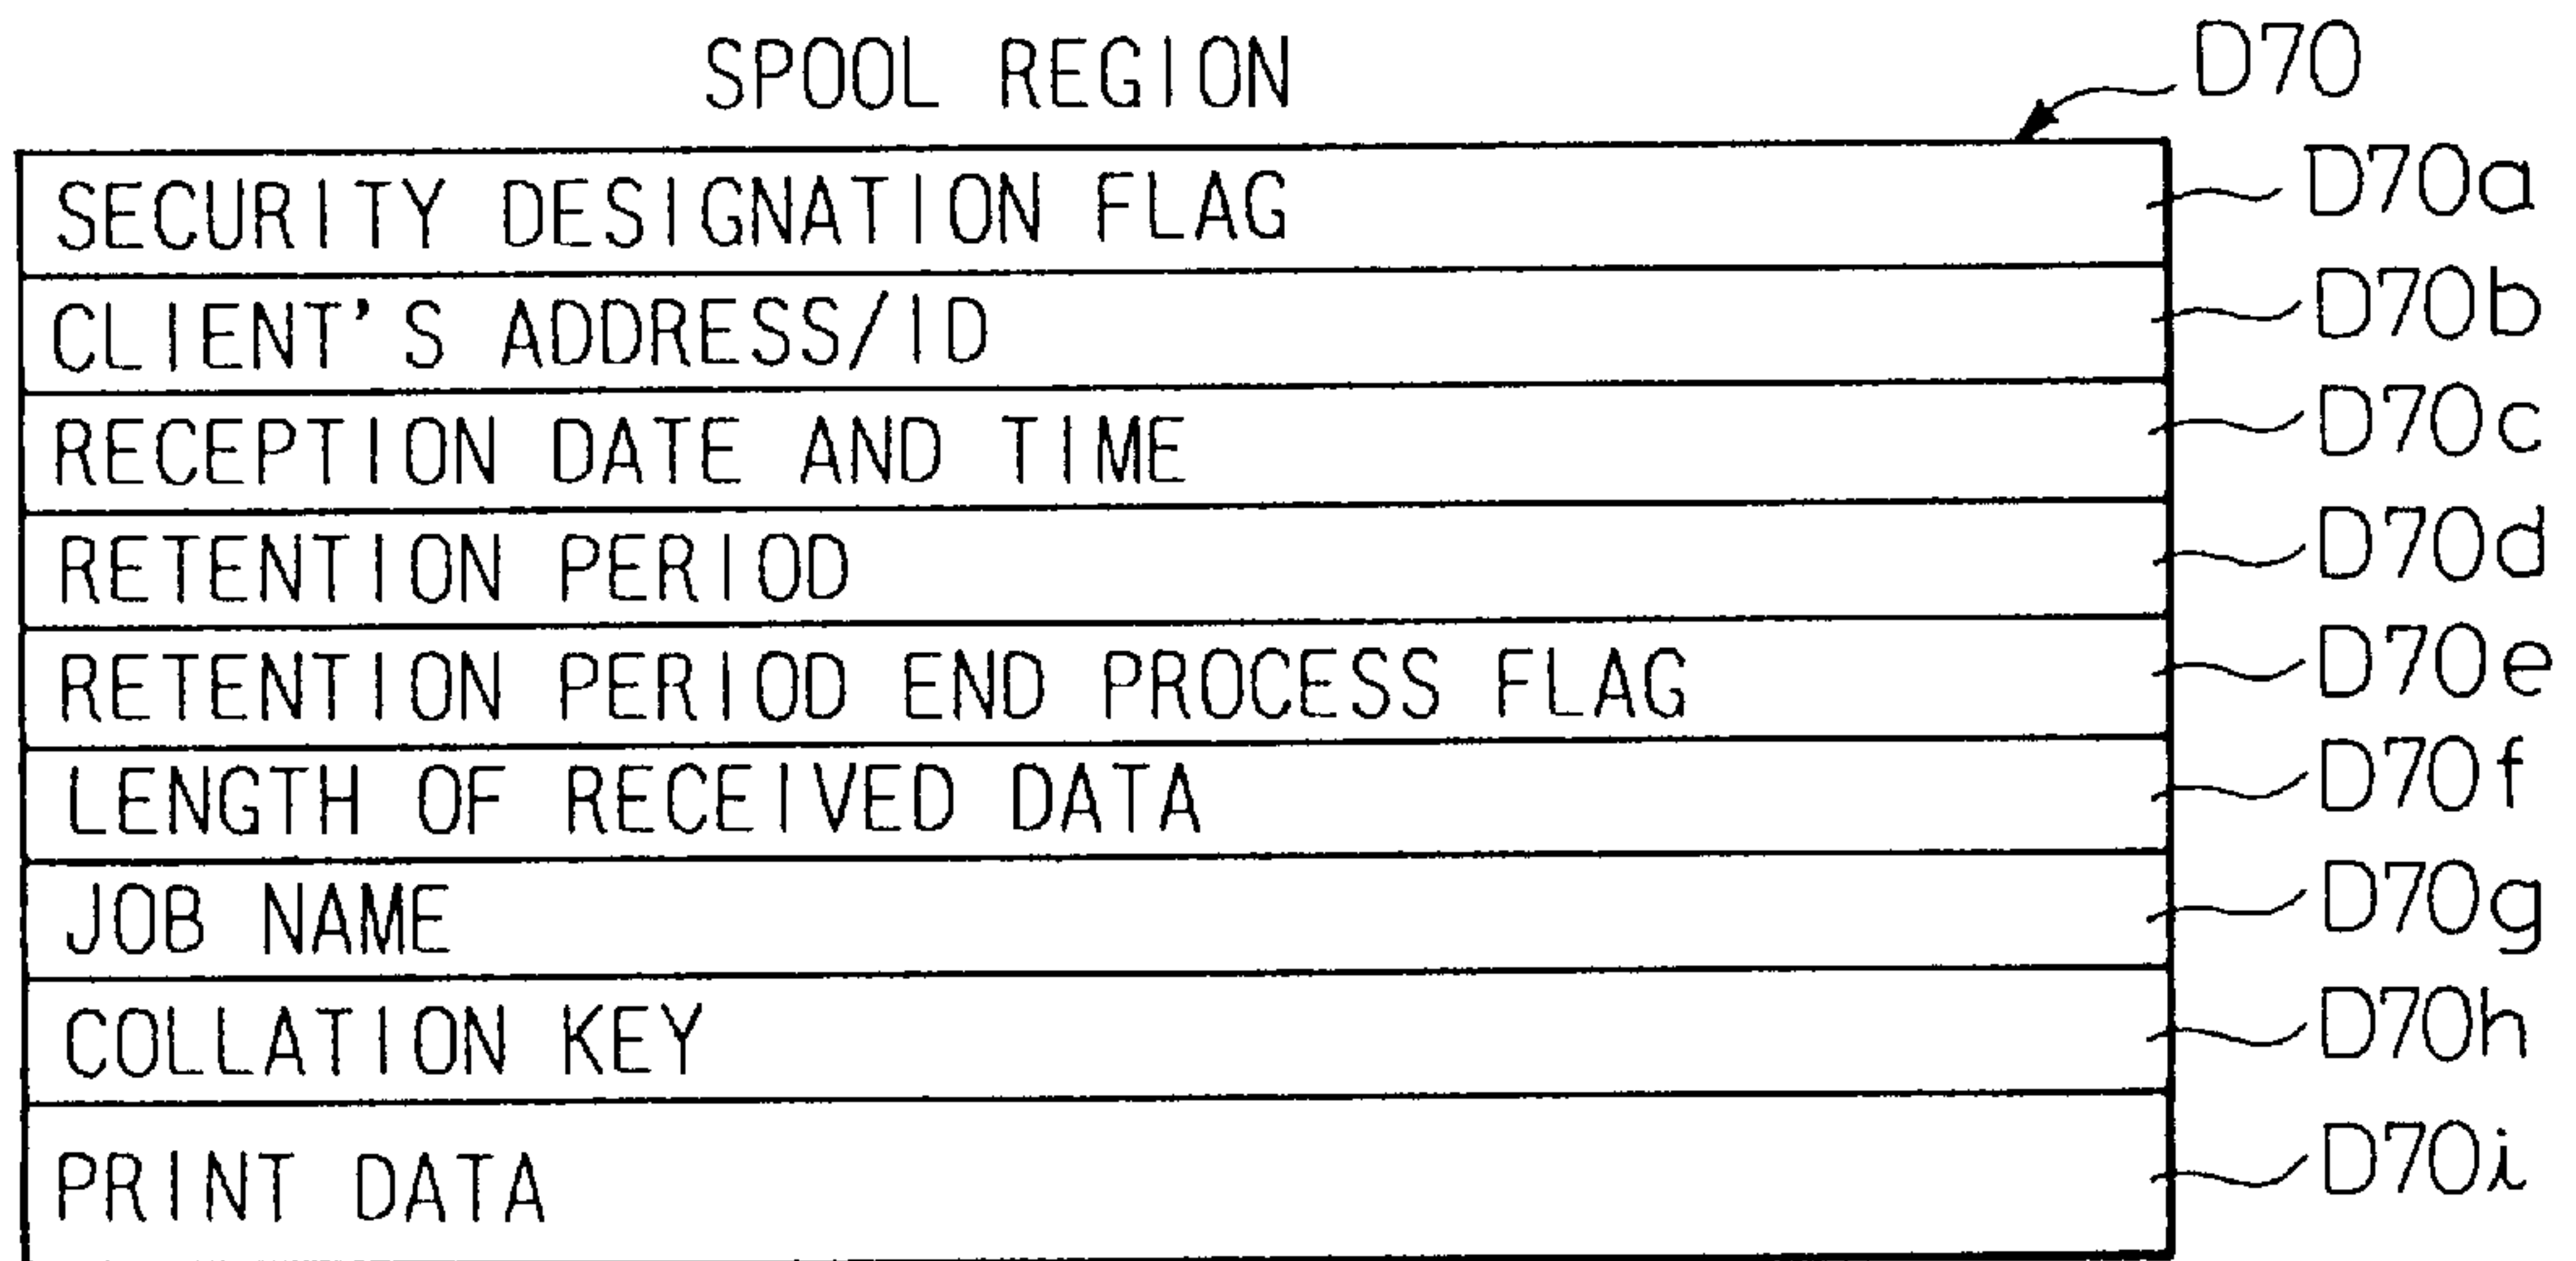 SPOOL REGION
D70
SECURITY DESIGNATION FLAG D70a
CLIENT'S ADDRESS/ID D70b
RECEPTION DATE AND TIME D70c
RETENTION PERIOD D70d
RETENTION PERIOD END PROCESS FLAG D70e
LENGTH OF RECEIVED DATA D70f
JOB NAME D70g
COLLATION KEY D70h
PRINT DATA D70i